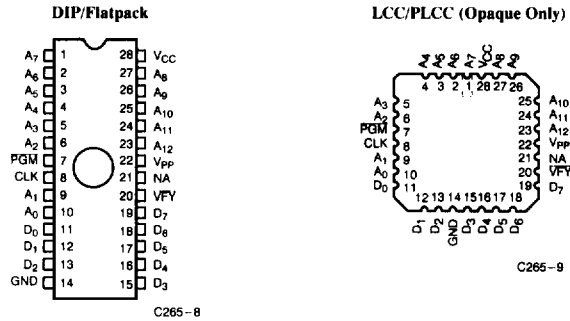 DIP/Flatpack
A7 1 28 VCC
A6 2 27 A8
A5 3 26 A9
A4 4 25 A10
A3 5 24 A11
A2 6 23 A12
PGM 7 22 VPP
CLK 8 21 NA
A1 9 20 VFY
A0 10 19 D7
D0 11 18 D6
D1 12 17 D5
D2 13 16 D4
GND 14 15 D3
C265-8
LCC/PLCC (Opaque Only)
A4 A5 A6 A7 VCC A8 A9
4 3 2 1 28 27 26
A3 5 25 A10
A2 6 24 A11
PGM 7 23 A12
CLK 8 22 VPP
A1 9 21 NA
A0 10 20 VFY
D0 11 19 D7
12 13 14 15 16 17 18
D1 D2 GND D3 D4 D5 D6
C265-9